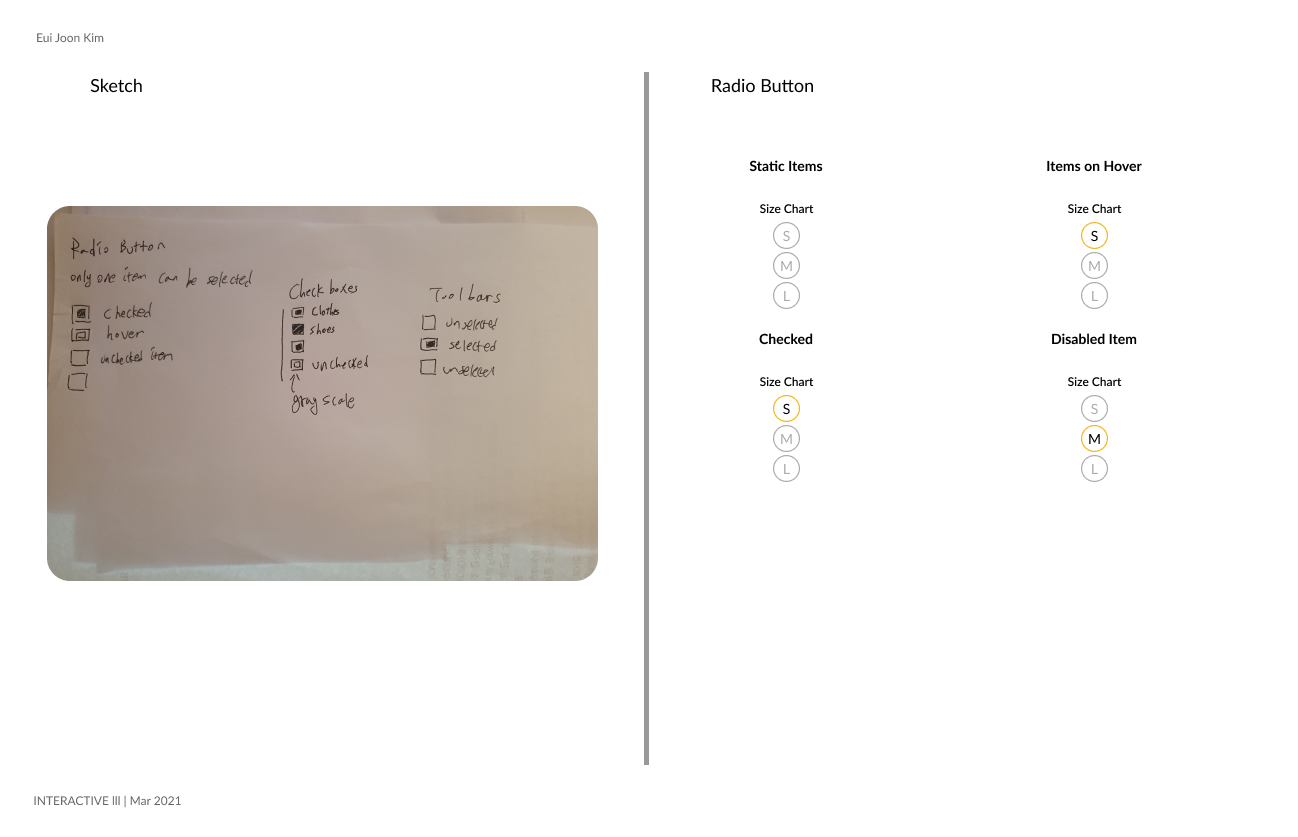 Eui Joon Kim
Sketch
Radio Button
only one item can be selected
checked
hover
unchecked item
Check boxes
Clothes
shoes
unchecked
gray scale
Toolbars
unselected
selected
unselected
Radio Button
Static Items
Size Chart
S
M
L
Items on Hover
Size Chart
S
M
L
Checked
Size Chart
S
M
L
Disabled Item
Size Chart
S
M
L
INTERACTIVE III | Mar 2021